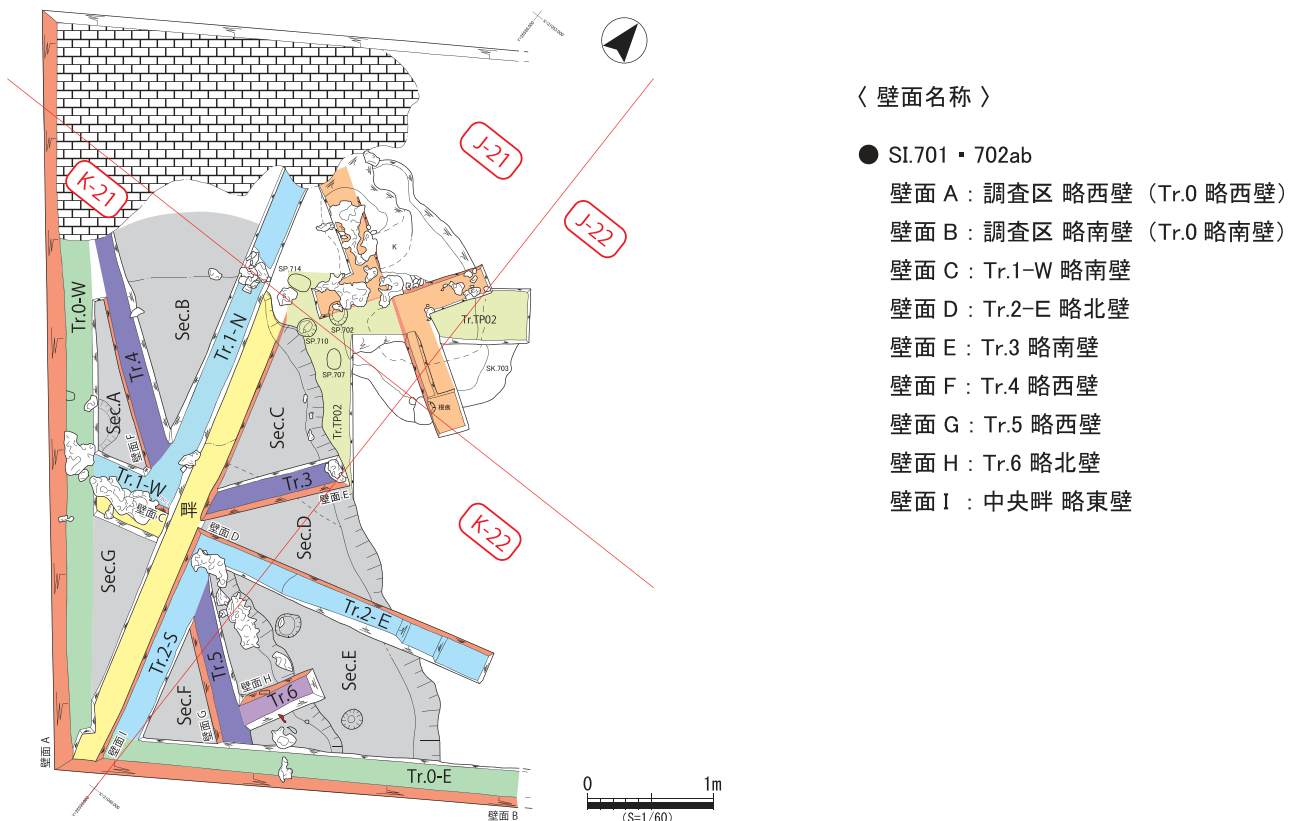 〈 壁面名称 〉
● SI.701・702ab
壁面 A：調査区 略西壁（Tr.0 略西壁）
壁面 B：調査区 略南壁（Tr.0 略南壁）
壁面 C：Tr.1-W 略南壁
壁面 D：Tr.2-E 略北壁
壁面 E：Tr.3 略南壁
壁面 F：Tr.4 略西壁
壁面 G：Tr.5 略西壁
壁面 H：Tr.6 略北壁
壁面 I ：中央畔 略東壁
J-21
K-21
J-22
K-22
K
SP.714
SP.702
SP.710
SP.707
Tr.TP02
Tr.TP02
SK.703
根痕
Tr.0-W
Tr.4
Sec.B
Tr.1-N
Sec.A
壁面 F
Sec.C
Tr.1-W
壁面 C
畔
Tr.3
壁面 E
壁面 D
Sec.D
Sec.G
Tr.2-E
Tr.2-S
Tr.5
壁面 H
Tr.6
Sec.E
Sec.F
壁面 G
壁面 I
壁面 A
Tr.0-E
壁面 B
0
1m
(S=1/60)